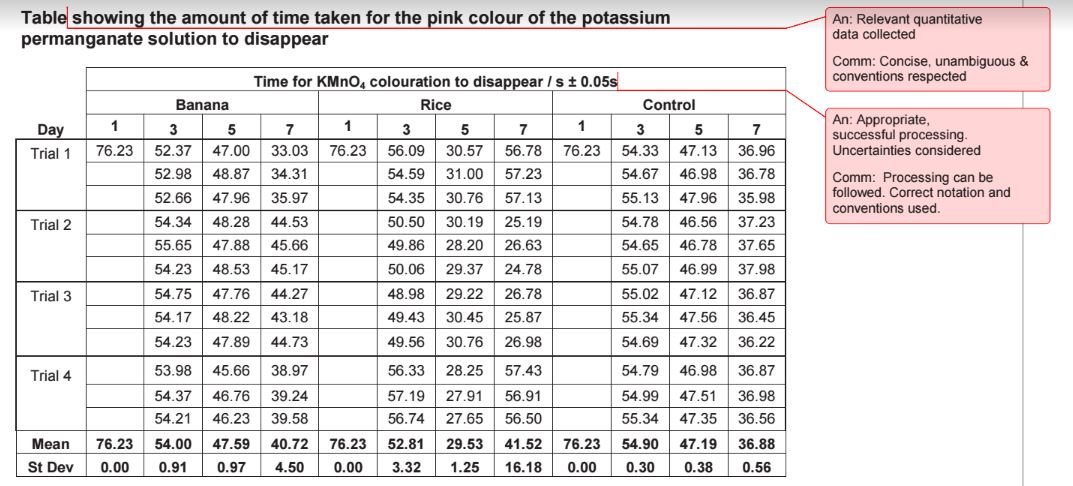 Table showing the amount of time taken for the pink colour of the potassium
permanganate solution to disappear
Time for KMnO₄ colouration to disappear / s ± 0.05s
Banana Rice Control
Day 1 3 5 7 1 3 5 7 1 3 5 7
Trial 1 76.23 52.37 47.00 33.03 76.23 56.09 30.57 56.78 76.23 54.33 47.13 36.96
52.98 48.87 34.31 54.59 31.00 57.23 54.67 46.98 36.78
52.66 47.96 35.97 54.35 30.76 57.13 55.13 47.96 35.98
Trial 2 54.34 48.28 44.53 50.50 30.19 25.19 54.78 46.56 37.23
55.65 47.88 45.66 49.86 28.20 26.63 54.65 46.78 37.65
54.23 48.53 45.17 50.06 29.37 24.78 55.07 46.99 37.98
Trial 3 54.75 47.76 44.27 48.98 29.22 26.78 55.02 47.12 36.87
54.17 48.22 43.18 49.43 30.45 25.87 55.34 47.56 36.45
54.23 47.89 44.73 49.56 30.76 26.98 54.69 47.32 36.22
Trial 4 53.98 45.66 38.97 56.33 28.25 57.43 54.79 46.98 36.87
54.37 46.76 39.24 57.19 27.91 56.91 54.99 47.51 36.98
54.21 46.23 39.58 56.74 27.65 56.50 55.34 47.35 36.56
Mean 76.23 54.00 47.59 40.72 76.23 52.81 29.53 41.52 76.23 54.90 47.19 36.88
St Dev 0.00 0.91 0.97 4.50 0.00 3.32 1.25 16.18 0.00 0.30 0.38 0.56
An: Relevant quantitative
data collected
Comm: Concise, unambiguous &
conventions respected
An: Appropriate,
successful processing.
Uncertainties considered
Comm: Processing can be
followed. Correct notation and
conventions used.